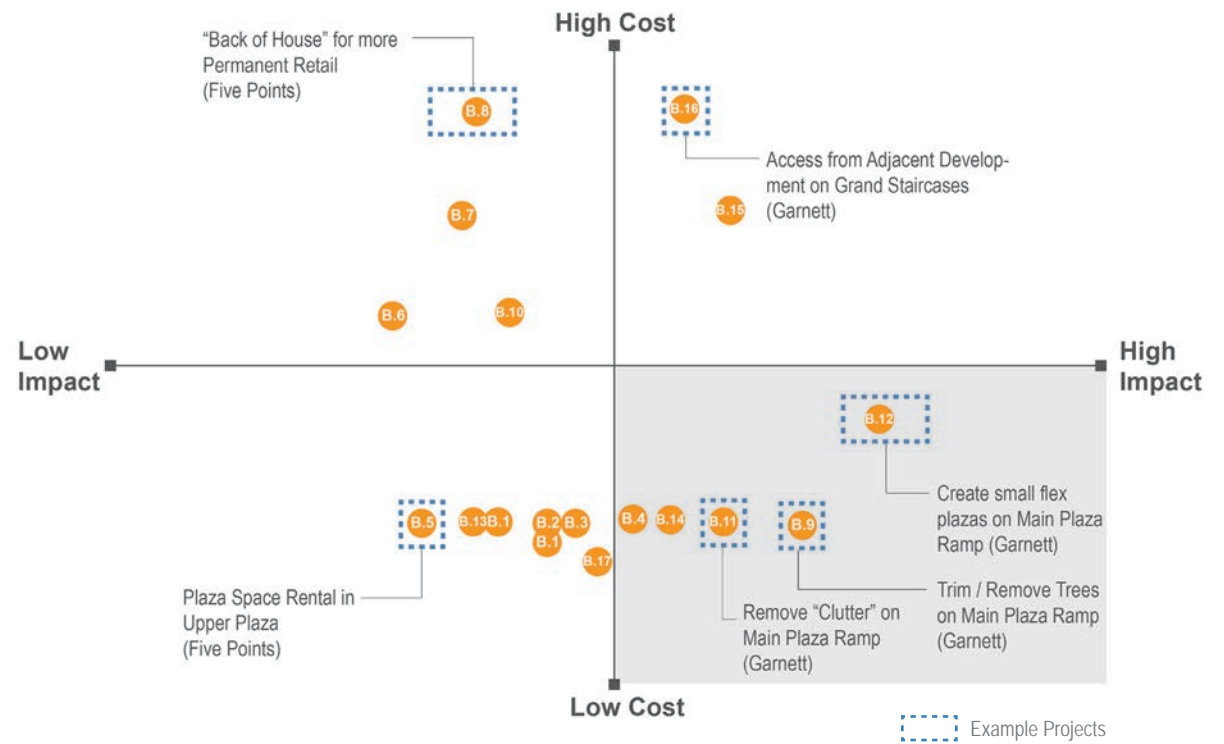 High Cost
“Back of House” for more
Permanent Retail
(Five Points)
B.8
B.16
Access from Adjacent Develop-
ment on Grand Staircases
(Garnett)
B.7
B.15
B.6
B.10
Low
Impact
High
Impact
B.12
Create small flex
plazas on Main Plaza
Ramp (Garnett)
B.5
B.13
B.1
B.2
B.3
B.1
B.17
B.4
B.14
B.11
B.9
Plaza Space Rental in
Upper Plaza
(Five Points)
Remove “Clutter” on
Main Plaza Ramp
(Garnett)
Trim / Remove Trees
on Main Plaza Ramp
(Garnett)
Low Cost
Example Projects